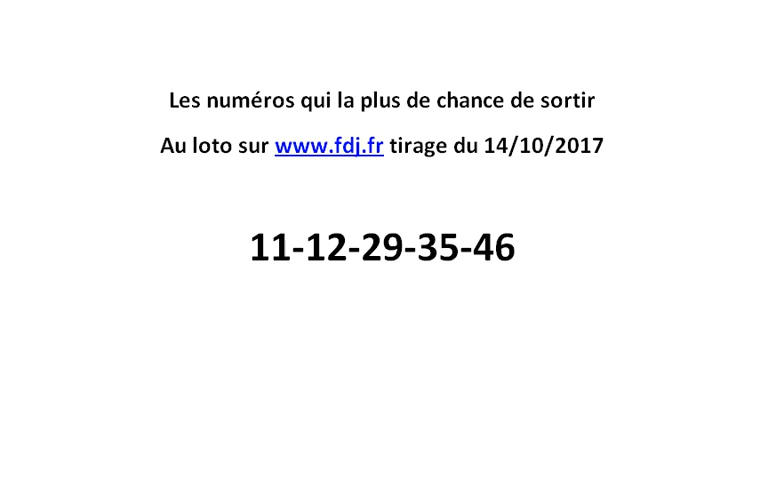 Les numéros qui la plus de chance de sortir
Au loto sur www.fdj.fr tirage du 14/10/2017
11-12-29-35-46